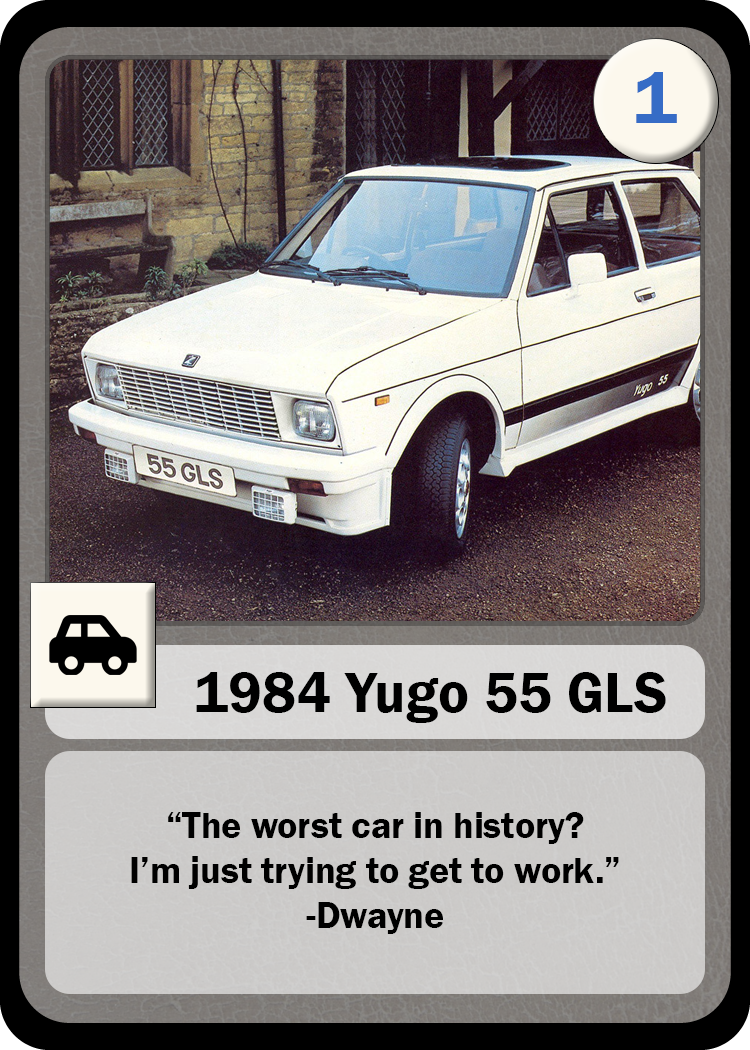 1
Yugo 55
55 GLS
1984 Yugo 55 GLS
“The worst car in history?
I’m just trying to get to work.”
-Dwayne